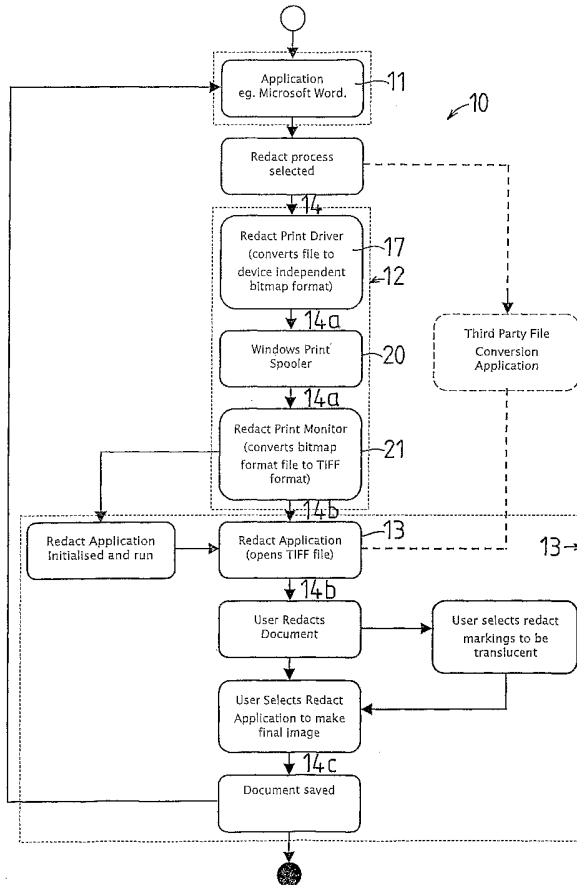 Application
eg. Microsoft Word.
11
10
Redact process
selected
14
Redact Print Driver
(converts file to
device independent
bitmap format)
17
12
14a
Windows Print
Spooler
20
Third Party File
Conversion
Application
14a
Redact Print Monitor
(converts bitmap
format file to TIFF
format)
21
14b
Redact Application
Initialised and run
Redact Application
(opens TIFF file)
13
13
14b
User Redacts
Document
User selects redact
markings to be
translucent
User Selects Redact
Application to make
final image
14c
Document saved